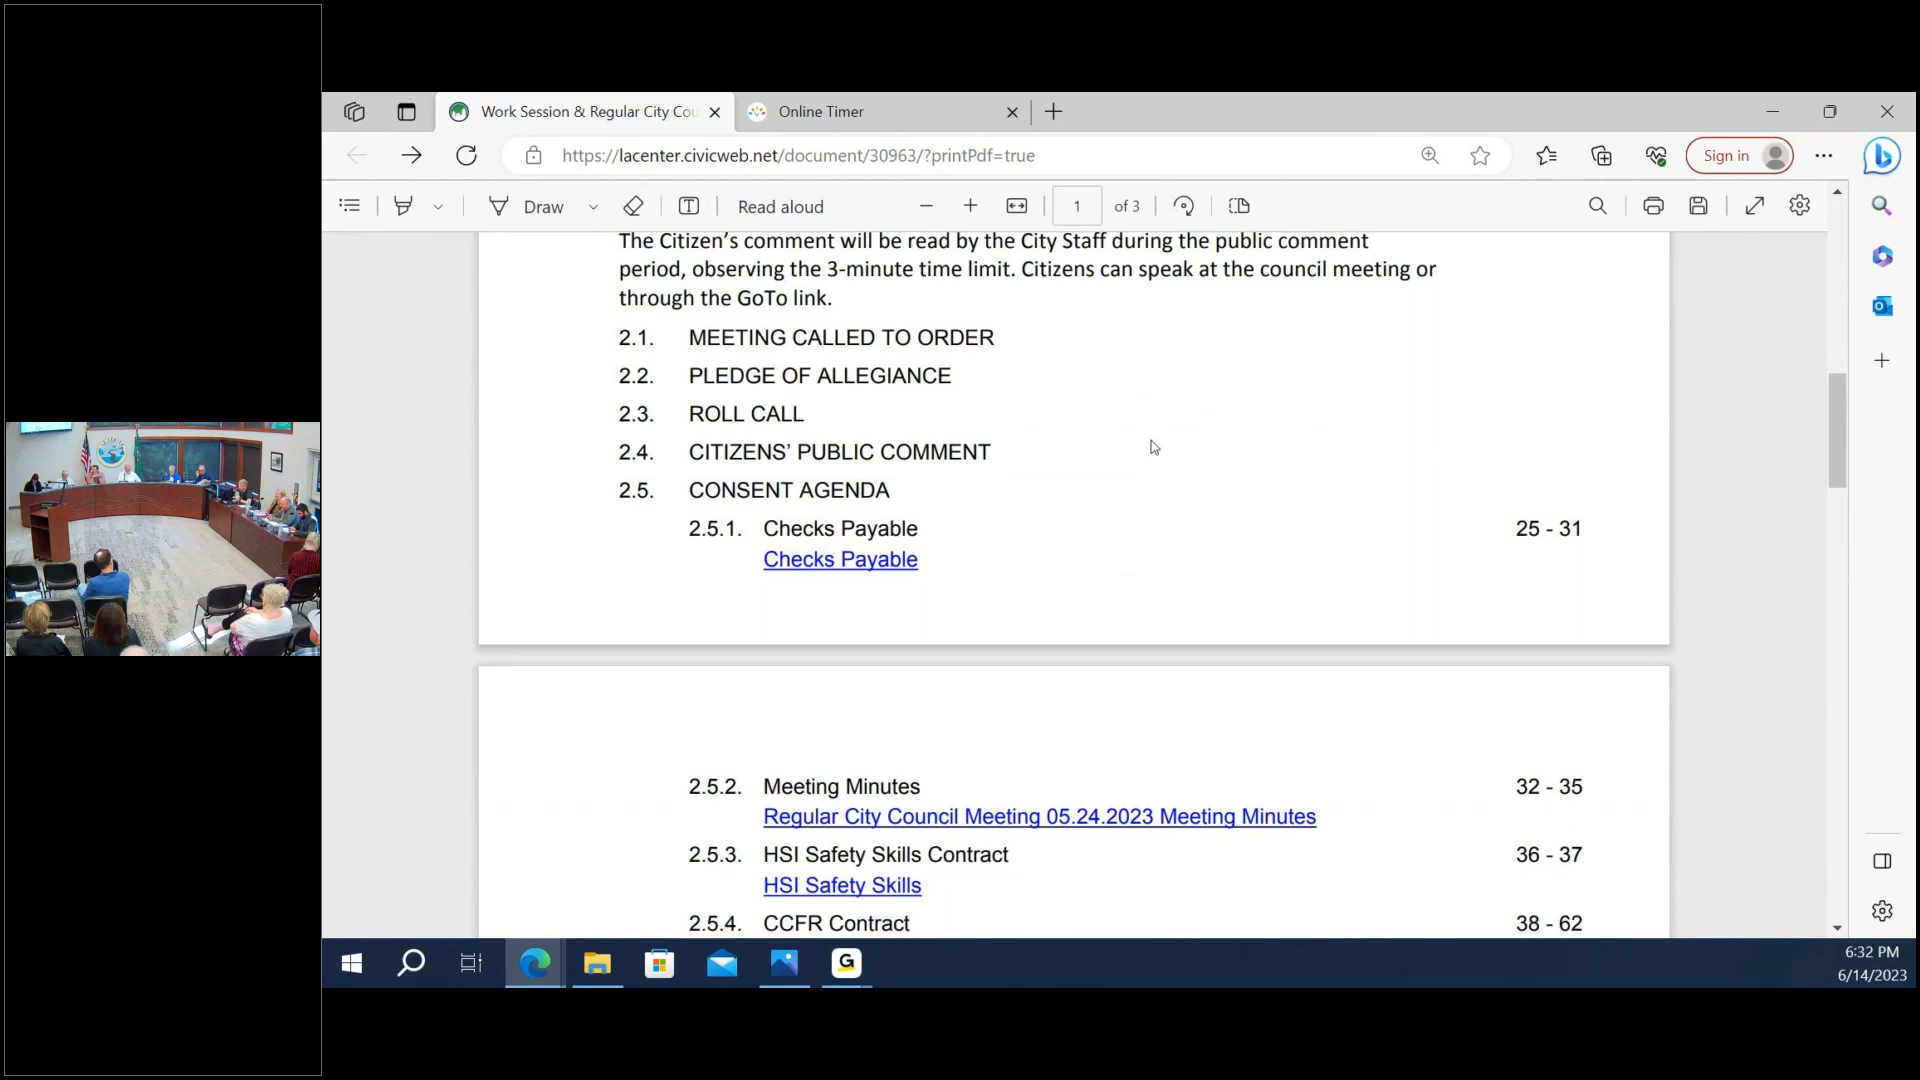 Work Session & Regular City Cou
Online Timer
https://lacenter.civicweb.net/document/30963/?printPdf=true
Sign in
Draw
Read aloud
1
of 3
The Citizen’s comment will be read by the City Staff during the public comment
period, observing the 3-minute time limit. Citizens can speak at the council meeting or
through the GoTo link.
2.1. MEETING CALLED TO ORDER
2.2. PLEDGE OF ALLEGIANCE
2.3. ROLL CALL
2.4. CITIZENS’ PUBLIC COMMENT
2.5. CONSENT AGENDA
2.5.1. Checks Payable 25 - 31
Checks Payable
2.5.2. Meeting Minutes 32 - 35
Regular City Council Meeting 05.24.2023 Meeting Minutes
2.5.3. HSI Safety Skills Contract 36 - 37
HSI Safety Skills
2.5.4. CCFR Contract 38 - 62
6:32 PM
6/14/2023